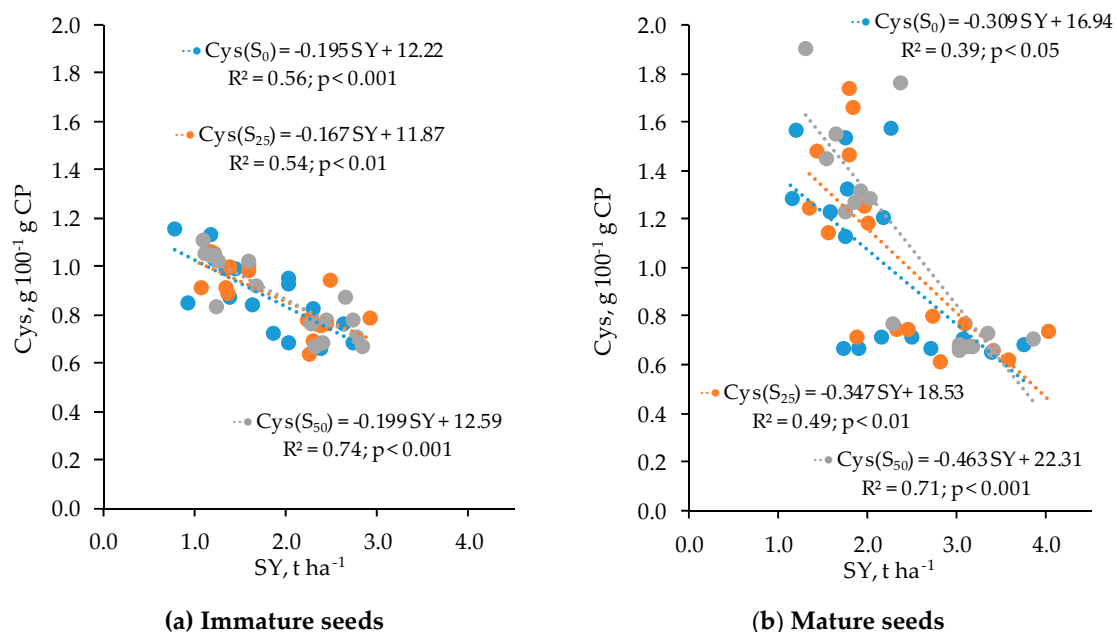 2.0
1.8
1.6
1.4
1.2
1.0
0.8
0.6
0.4
0.2
0.0
Cys, g 100⁻¹ g CP
Cys(S₀) = -0.195 SY + 12.22
R² = 0.56; p < 0.001
Cys(S₂₅) = -0.167 SY + 11.87
R² = 0.54; p < 0.01
Cys(S₅₀) = -0.199 SY + 12.59
R² = 0.74; p < 0.001
0.0 1.0 2.0 3.0 4.0
SY, t ha⁻¹
(a) Immature seeds
2.0
1.8
1.6
1.4
1.2
1.0
0.8
0.6
0.4
0.2
0.0
Cys, g 100⁻¹ g CP
Cys(S₀) = -0.309 SY + 16.94
R² = 0.39; p < 0.05
Cys(S₂₅) = -0.347 SY + 18.53
R² = 0.49; p < 0.01
Cys(S₅₀) = -0.463 SY + 22.31
R² = 0.71; p < 0.001
0.0 1.0 2.0 3.0 4.0
SY, t ha⁻¹
(b) Mature seeds